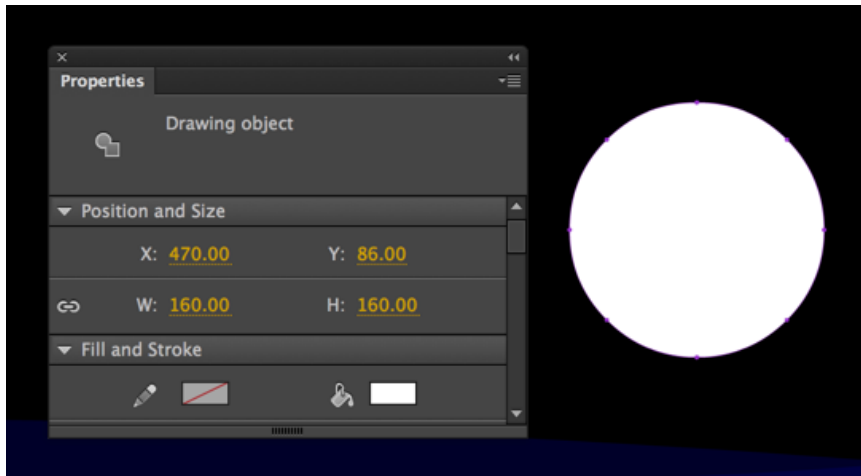 Properties
Drawing object
Position and Size
X: 470.00 Y: 86.00
W: 160.00 H: 160.00
Fill and Stroke